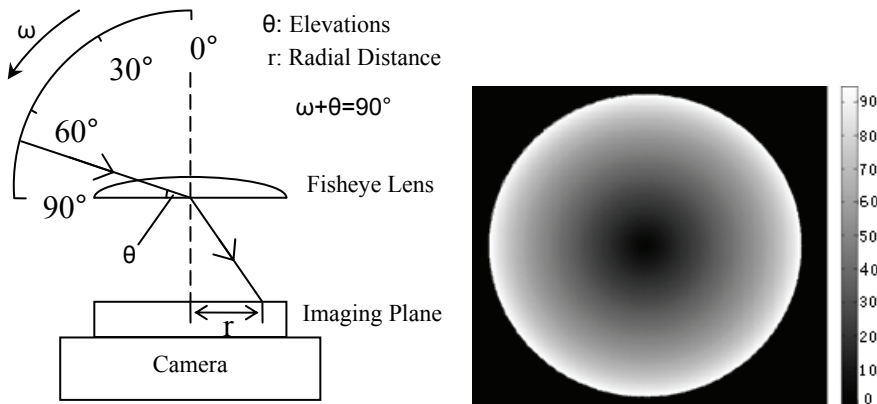 ω
0°
θ: Elevations
30°
r: Radial Distance
ω+θ=90°
60°
90°
Fisheye Lens
θ
Imaging Plane
r
Camera
90
80
70
60
50
40
30
20
10
0